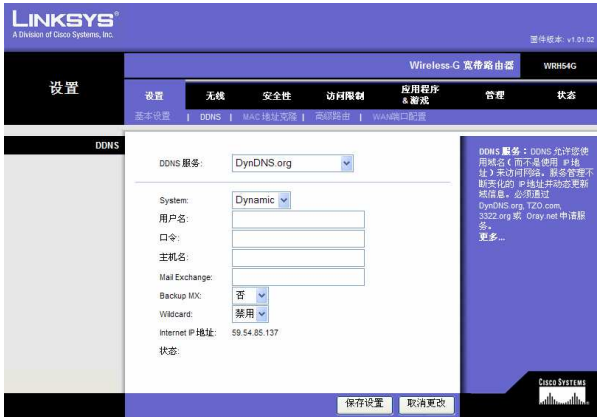 LINKSYS®
A Division of Cisco Systems, Inc.
固件版本: v1.01.02
Wireless-G 宽带路由器 WRH54G
设置
设置 无线 安全性 访问限制 应用程序 & 游戏 管理 状态
基本设置 | DDNS | MAC 地址克隆 | 高级路由 | WAN端口配置
DDNS
DDNS 服务: DynDNS.org
System: Dynamic
用户名:
口令:
主机名:
Mail Exchange:
Backup MX: 否
Wildcard: 禁用
Internet IP 地址: 59.54.85.137
状态:
DDNS 服务：DDNS 允许您使
用域名（而不是使用 IP 地
址）来访问网络。服务管理不
断变化的 IP 地址并动态更新
域信息。必须通过
DynDNS.org, TZO.com,
3322.org 或 Oray.net 申请服
务。
更多...
保存设置 取消更改
CISCO SYSTEMS